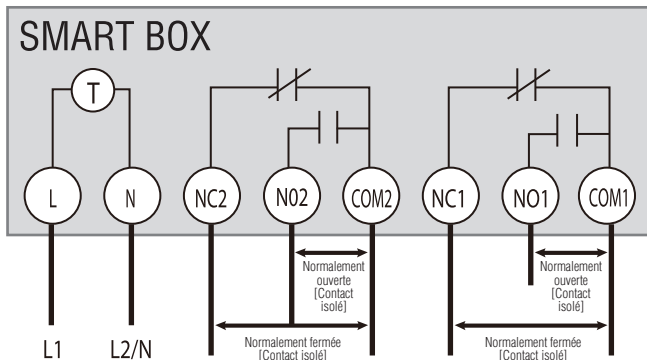 SMART BOX
T
L N NC2 N02 COM2 NC1 NO1 COM1
Normalement
ouverte
[Contact
isolé]
Normalement
ouverte
[Contact
isolé]
L1 L2/N
Normalement fermée
[Contact isolé]
Normalement fermée
[Contact isolé]